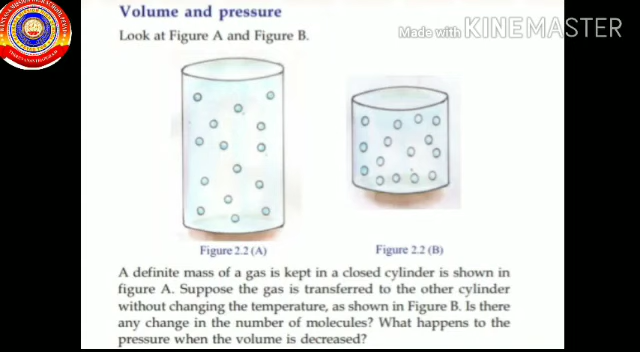 Volume and pressure
Look at Figure A and Figure B.
Made with KINEMASTER
Figure 2.2 (A)
Figure 2.2 (B)
A definite mass of a gas is kept in a closed cylinder is shown in
figure A. Suppose the gas is transferred to the other cylinder
without changing the temperature, as shown in Figure B. Is there
any change in the number of molecules? What happens to the
pressure when the volume is decreased?